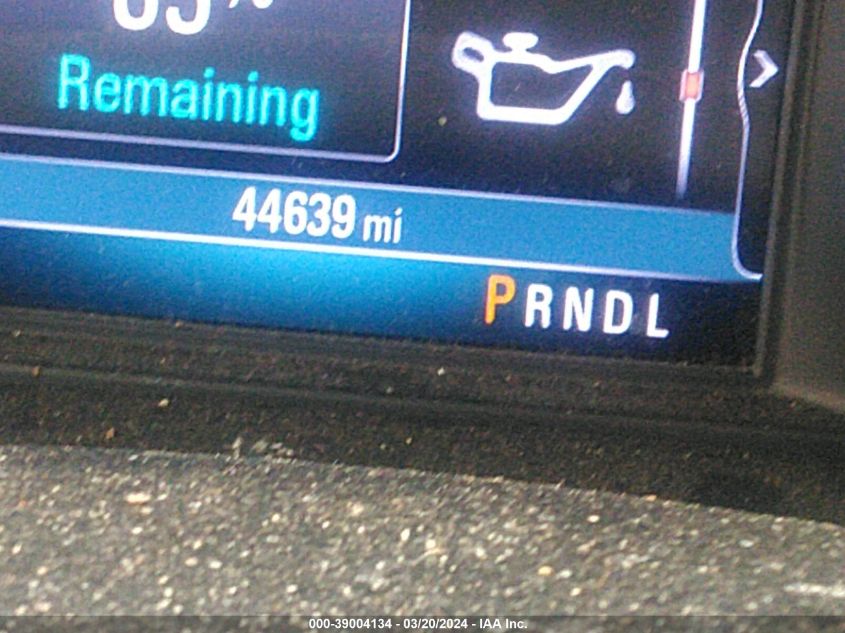 Remaining
44639 mi
PRNDL
000-39004134 - 03/20/2024 - IAA Inc.